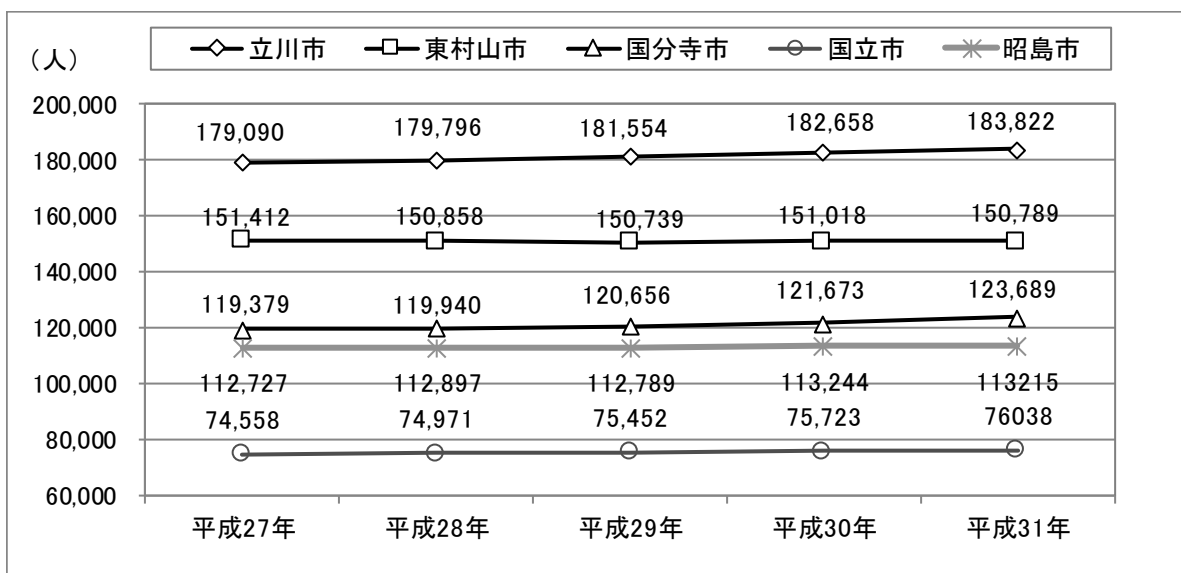 立川市 東村山市 国分寺市 国立市 昭島市
（人）
200,000
179,090 179,796 181,554 182,658 183,822
180,000
160,000
151,412 150,858 150,739 151,018 150,789
140,000
119,379 119,940 120,656 121,673 123,689
120,000
112,727 112,897 112,789 113,244 113215
100,000
74,558 74,971 75,452 75,723 76038
80,000
60,000
平成27年 平成28年 平成29年 平成30年 平成31年